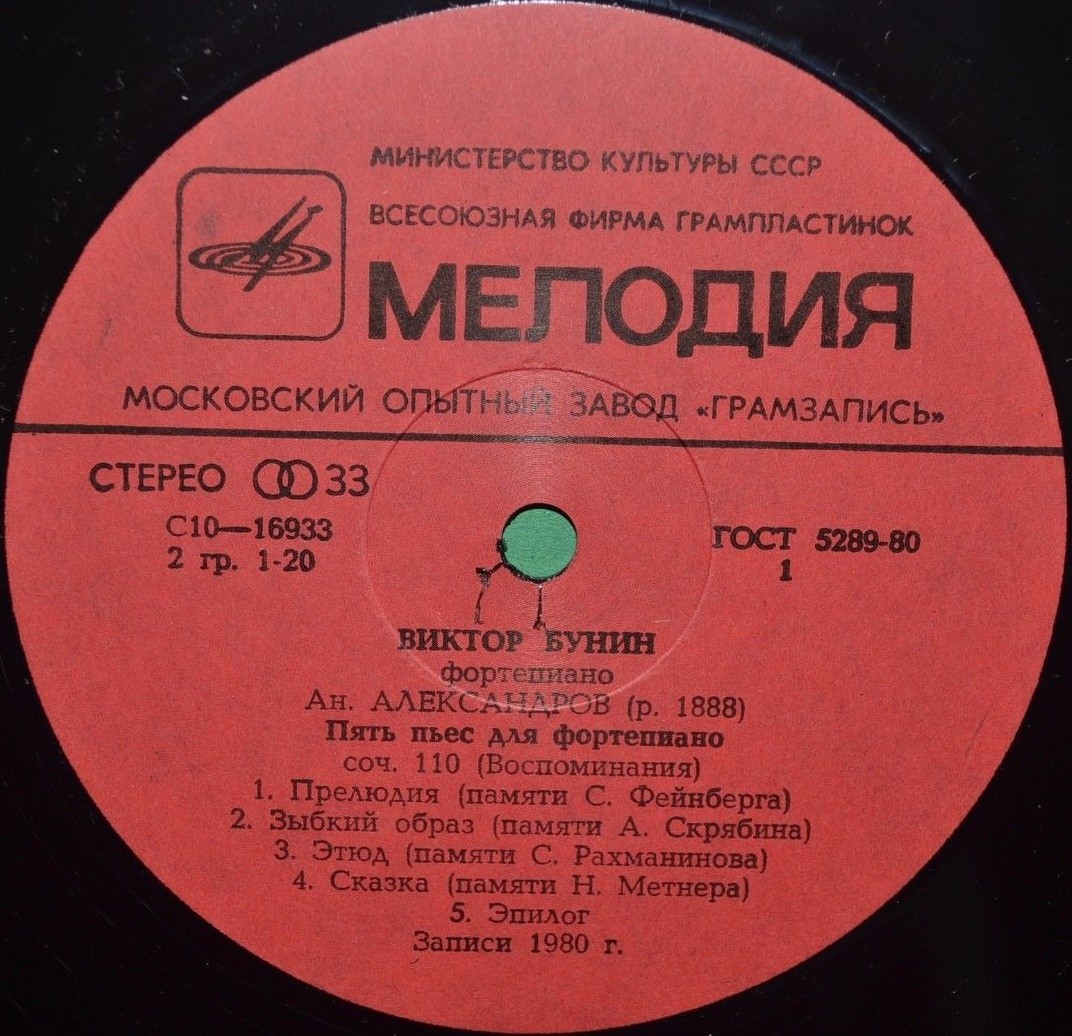 МИНИСТЕРСТВО КУЛЬТУРЫ СССР
ВСЕСОЮЗНАЯ ФИРМА ГРАМПЛАСТИНОК
МЕЛОДИЯ
МОСКОВСКИЙ ОПЫТНЫЙ ЗАВОД «ГРАМЗАПИСЬ»
СТЕРЕО 33
С10—16933
2 гр. 1-20
ГОСТ 5289-80
1
ВИКТОР БУНИН
фортепиано
Ан. АЛЕКСАНДРОВ (р. 1888)
Пять пьес для фортепиано
соч. 110 (Воспоминания)
1. Прелюдия (памяти С. Фейнберга)
2. Зыбкий образ (памяти А. Скрябина)
3. Этюд (памяти С. Рахманинова)
4. Сказка (памяти Н. Метнера)
5. Эпилог
Записи 1980 г.